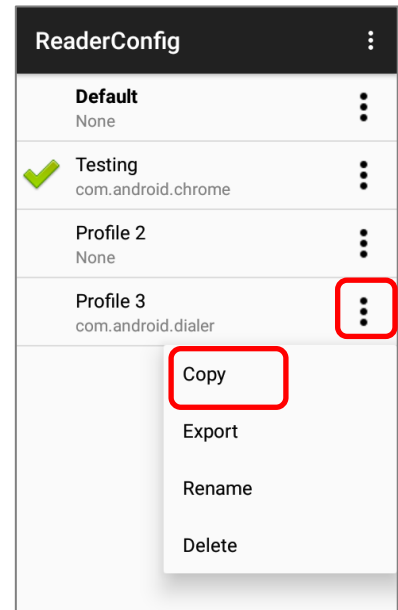 ReaderConfig
Default
None
Testing
com.android.chrome
Profile 2
None
Profile 3
com.android.dialer
Copy
Export
Rename
Delete